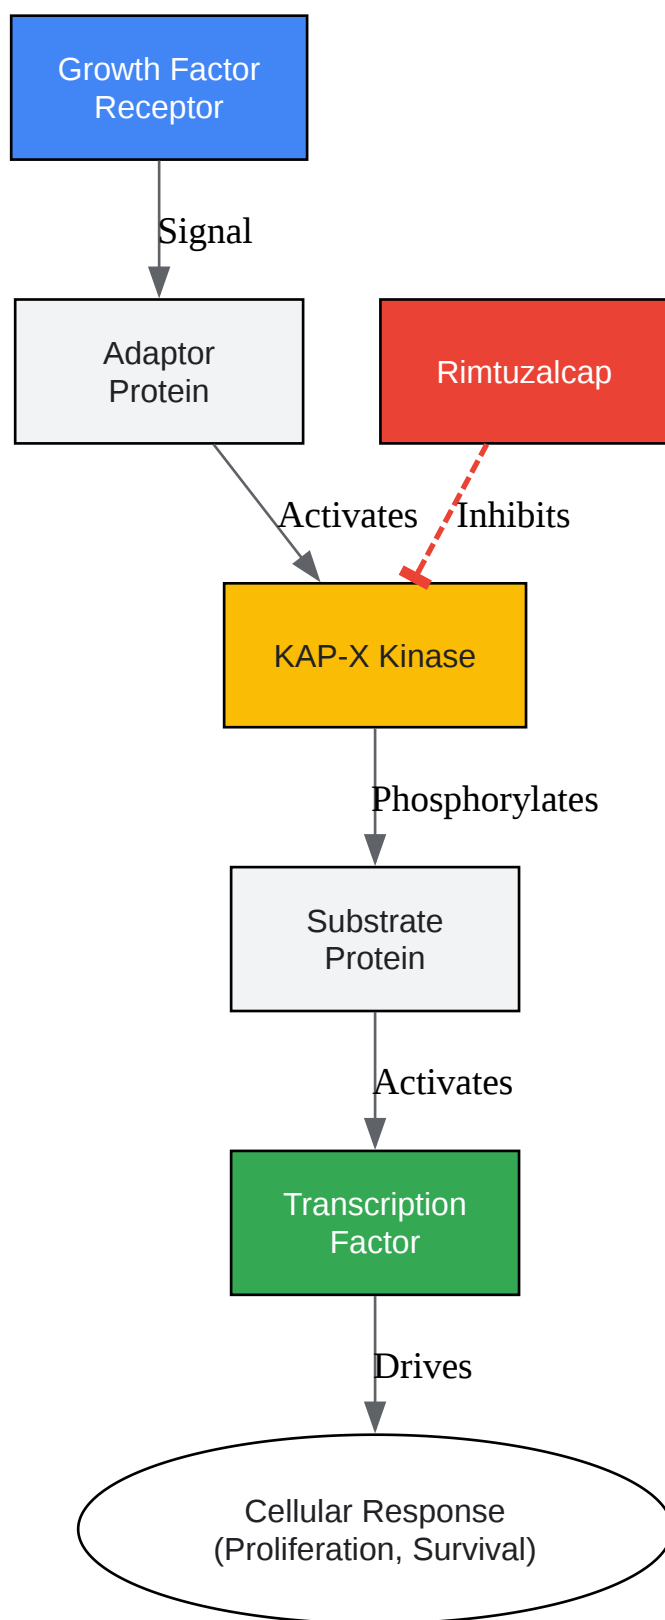 Growth Factor
Receptor
Signal
Adaptor
Protein
Rimtuzalcap
Activates
Inhibits
KAP-X Kinase
Phosphorylates
Substrate
Protein
Activates
Transcription
Factor
Drives
Cellular Response
(Proliferation, Survival)